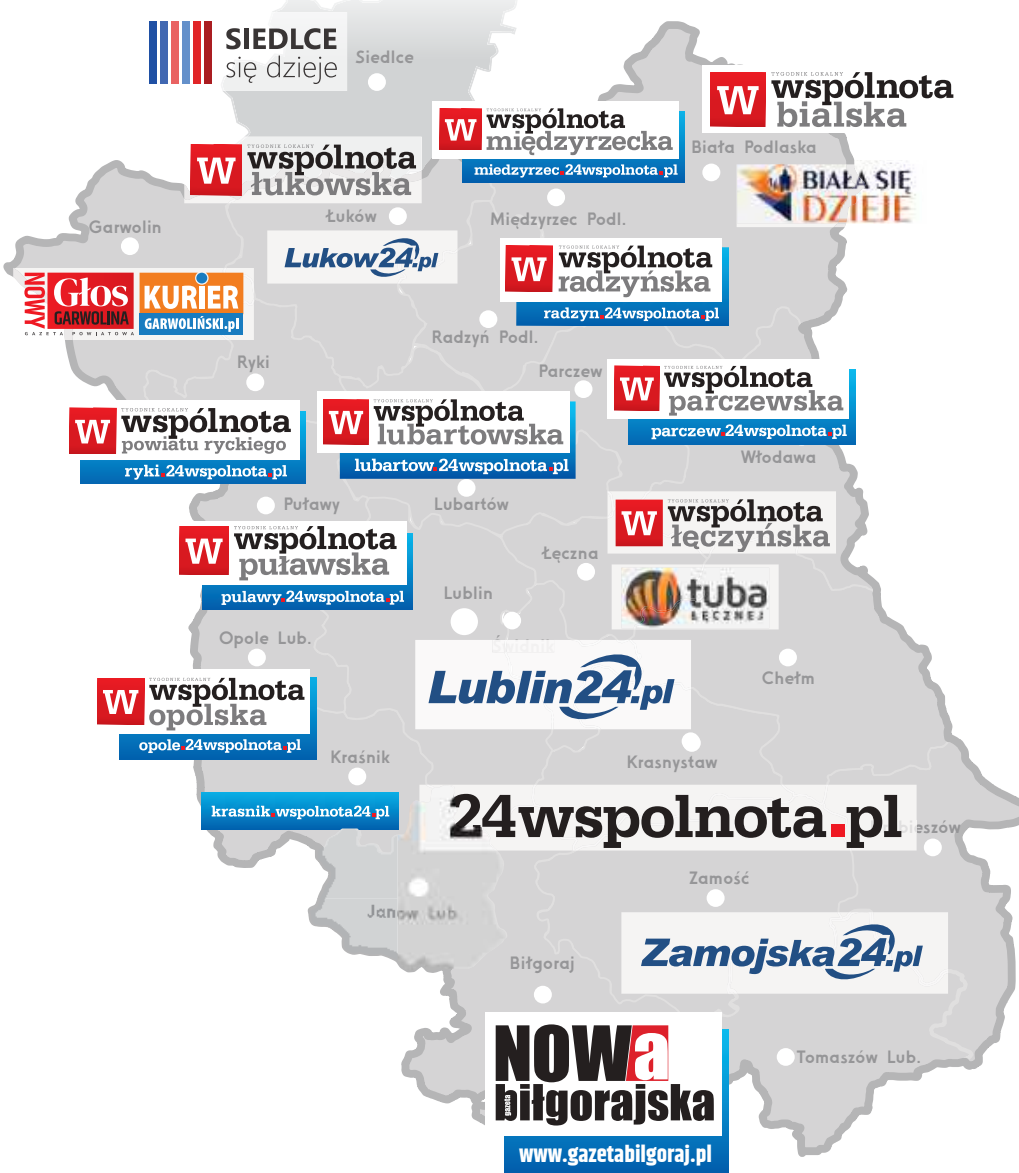 SIEDLCE
się dzieje
Siedlce
TYGODNIK LOKALNY
W wspólnota
bialska
TYGODNIK LOKALNY
W wspólnota
międzyrzecka
miedzyrzec.24wspolnota.pl
Biała Podlaska
TYGODNIK LOKALNY
W wspólnota
łukowska
BIAŁA SIĘ
DZIEJE
Łuków
Międzyrzec Podl.
Garwolin
Lukow24.pl
TYGODNIK LOKALNY
W wspólnota
radzyńska
radzyn.24wspolnota.pl
NOWY
Głos
GARWOLINA
GAZETA POWIATOWA
KURIER
GARWOLIŃSKI.pl
Radzyń Podl.
Ryki
Parczew
TYGODNIK LOKALNY
W wspólnota
parczewska
parczew.24wspolnota.pl
TYGODNIK LOKALNY
W wspólnota
powiatu ryckiego
ryki.24wspolnota.pl
TYGODNIK LOKALNY
W wspólnota
lubartowska
lubartow.24wspolnota.pl
Włodawa
Puławy
Lubartów
TYGODNIK LOKALNY
W wspólnota
łęczyńska
TYGODNIK LOKALNY
W wspólnota
puławska
pulawy.24wspolnota.pl
Łęczna
tuba
ŁĘCZNEJ
Lublin
Opole Lub.
Świdnik
Lublin24.pl
Chełm
TYGODNIK LOKALNY
W wspólnota
opolska
opole.24wspolnota.pl
Kraśnik
Krasnystaw
krasnik.wspolnota24.pl
24wspolnota.pl
bieszów
Zamość
Janow Lub.
Zamojska24.pl
Biłgoraj
NOWa
gazeta
biłgorajska
www.gazetabilgoraj.pl
Tomaszów Lub.